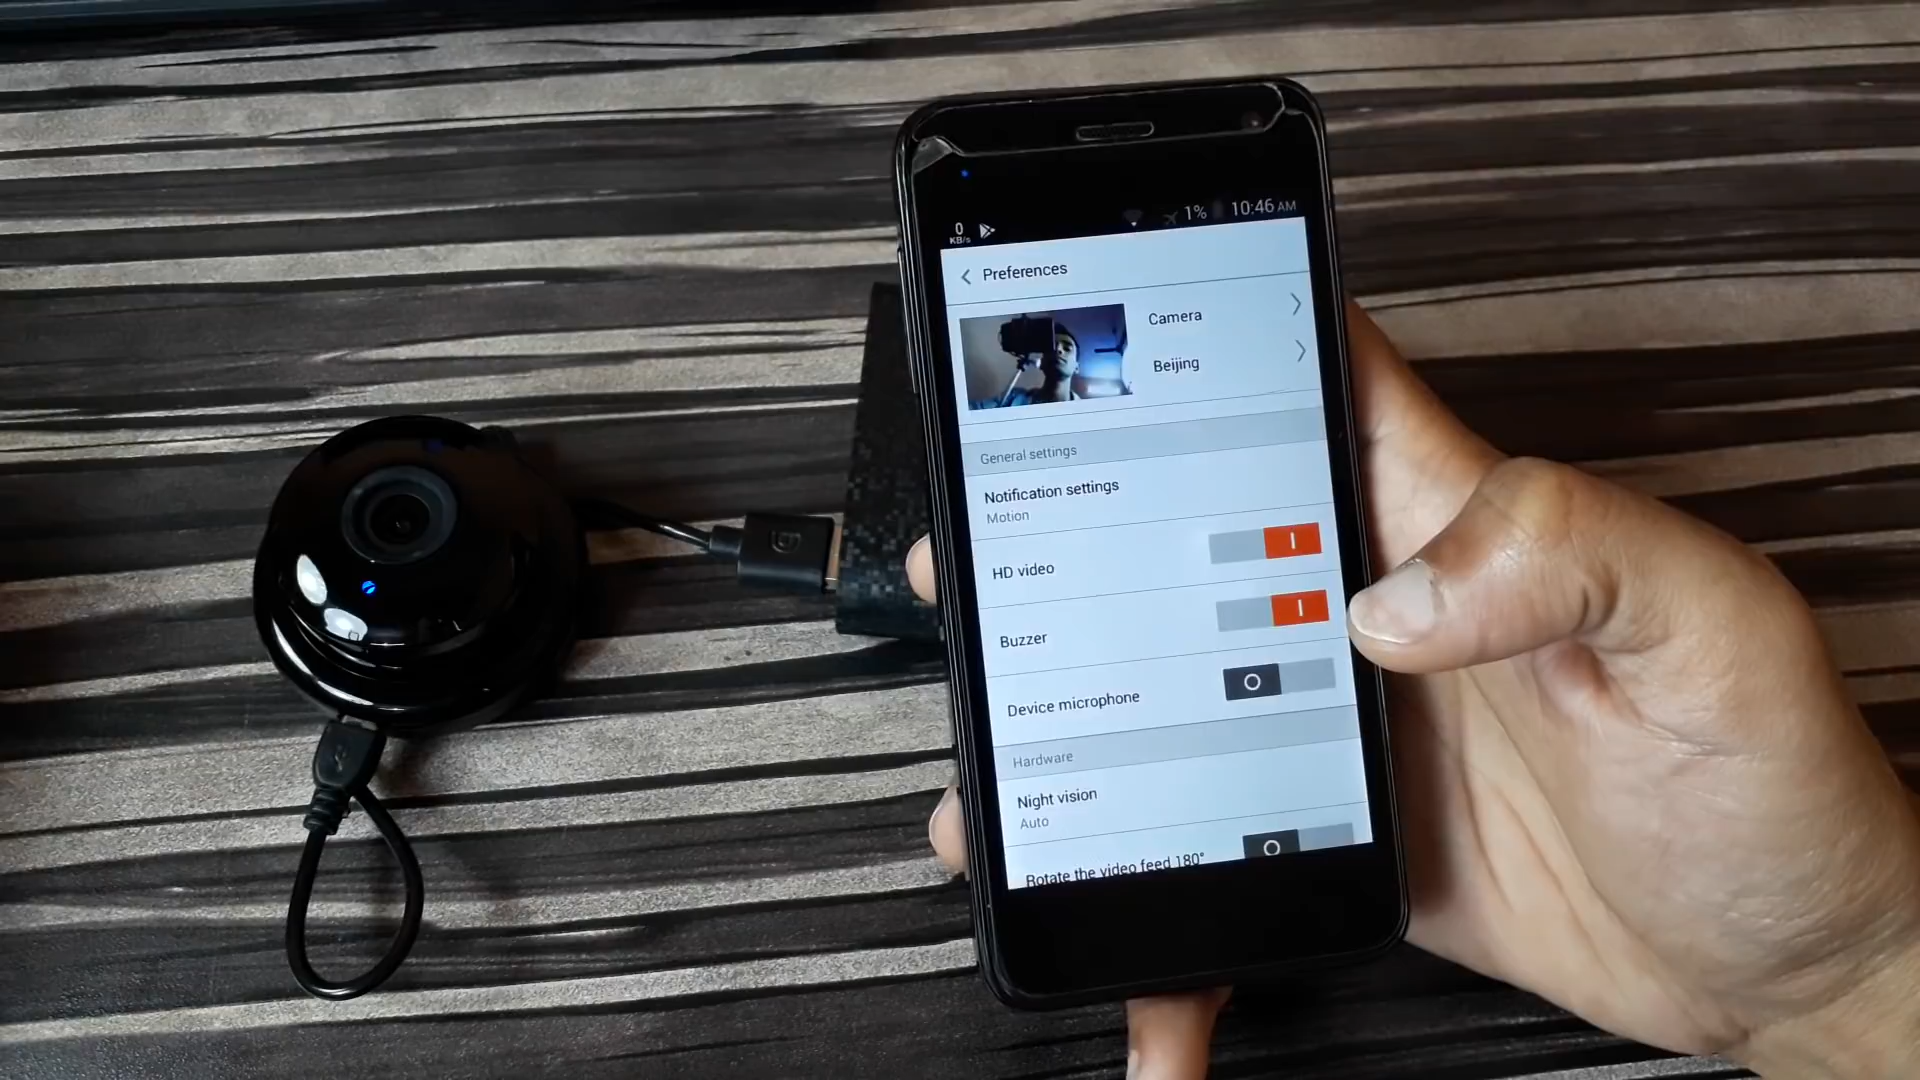 0
KB/s
1%
10:46 AM
Preferences
Camera
Beijing
General settings
Notification settings
Motion
HD video
Buzzer
Device microphone
Hardware
Night vision
Auto
Rotate the video feed 180°